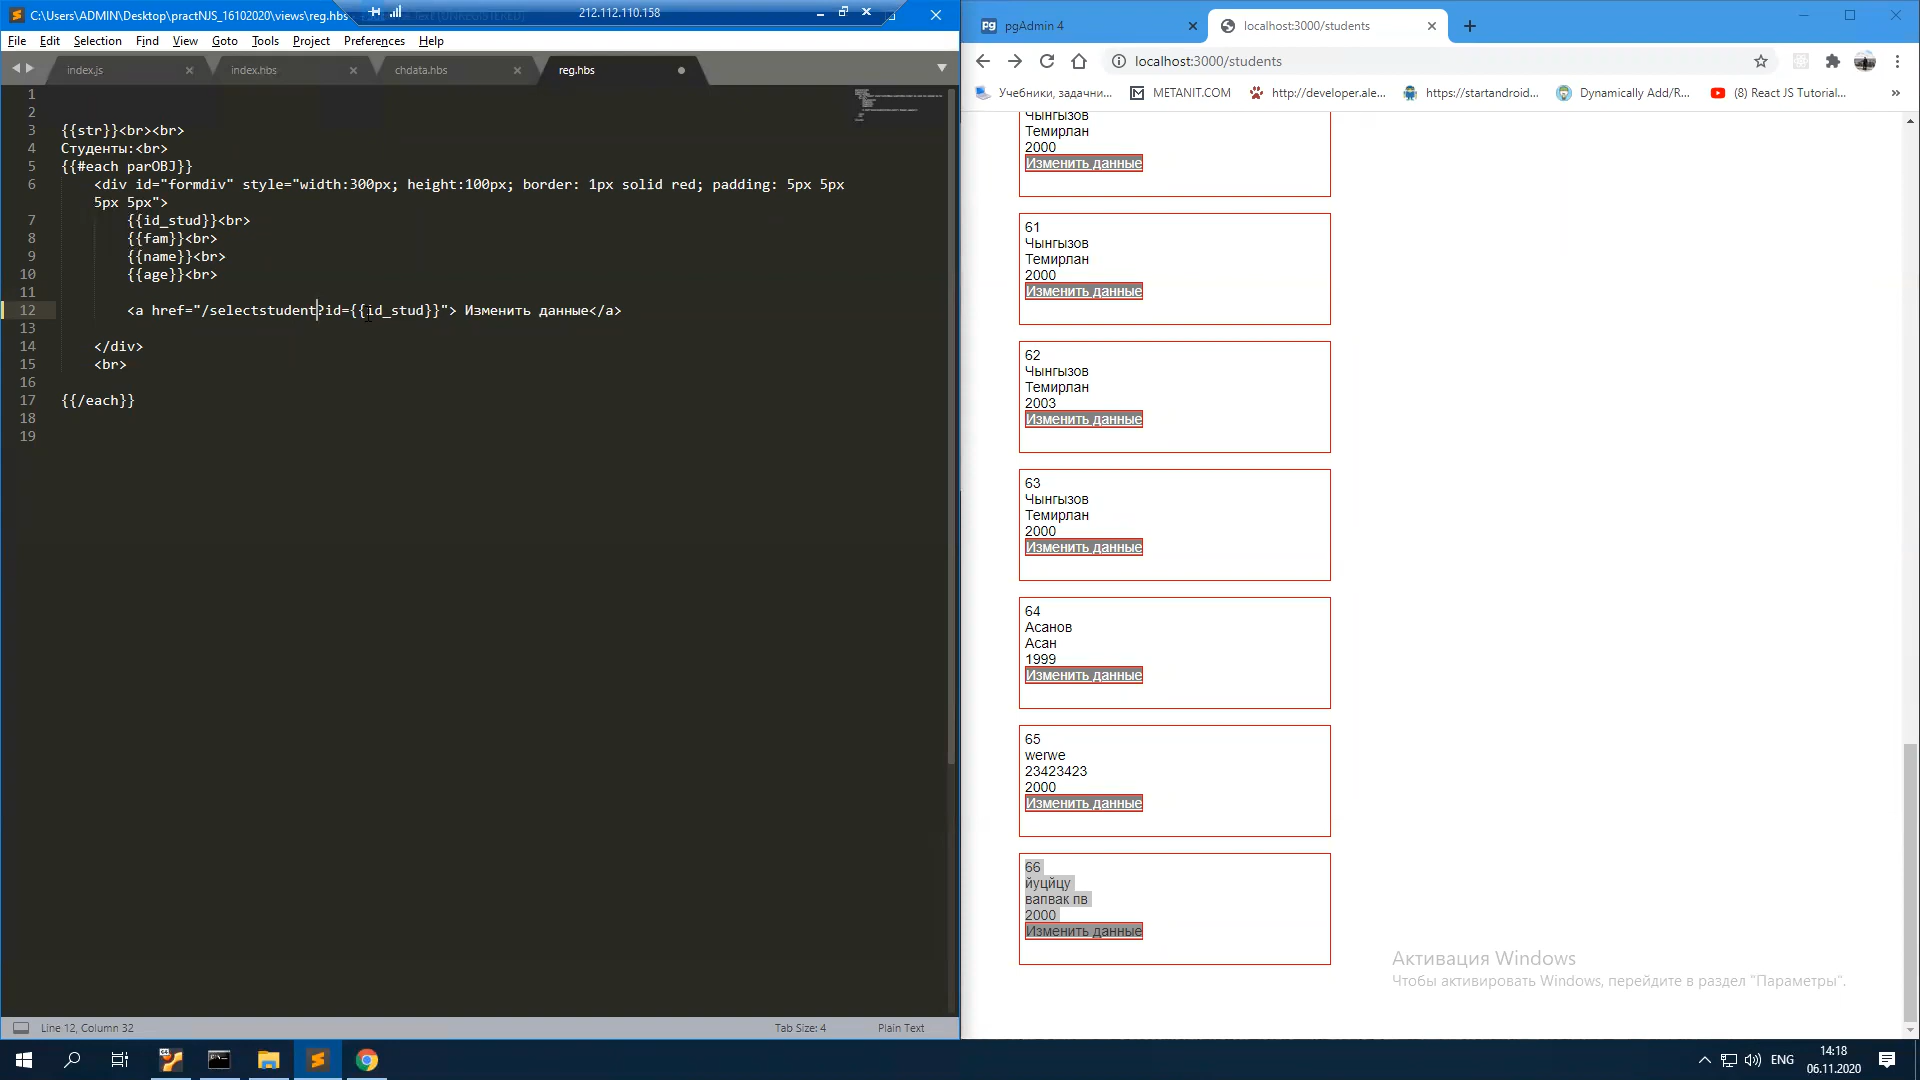 C:\Users\ADMIN\Desktop\practNJS_16102020\views\reg.hbs
212.112.110.158
File Edit Selection Find View Goto Tools Project Preferences Help
index.js index.hbs chdata.hbs reg.hbs
1
2
3 {{str}}<br><br>
4 Студенты:<br>
5 {{#each parOBJ}}
6 <div id="formdiv" style="width:300px; height:100px; border: 1px solid red; padding: 5px 5px
5px 5px">
7 {{id_stud}}<br>
8 {{fam}}<br>
9 {{name}}<br>
10 {{age}}<br>
11
12 <a href="/selectstudent?id={{id_stud}}"> Изменить данные</a>
13
14 </div>
15 <br>
16
17 {{/each}}
18
19
Line 12, Column 32 Tab Size: 4 Plain Text
pgAdmin 4 localhost:3000/students
localhost:3000/students
Учебники, задачни... METANIT.COM http://developer.ale... https://startandroid... Dynamically Add/R... (8) React JS Tutorial... »
Чынгызов
Темирлан
2000
Изменить данные
61
Чынгызов
Темирлан
2000
Изменить данные
62
Чынгызов
Темирлан
2003
Изменить данные
63
Чынгызов
Темирлан
2000
Изменить данные
64
Асанов
Асан
1999
Изменить данные
65
werwe
23423423
2000
Изменить данные
66
йуцйцу
вапвак пв
2000
Изменить данные
Активация Windows
Чтобы активировать Windows, перейдите в раздел "Параметры".
ENG
14:18
06.11.2020